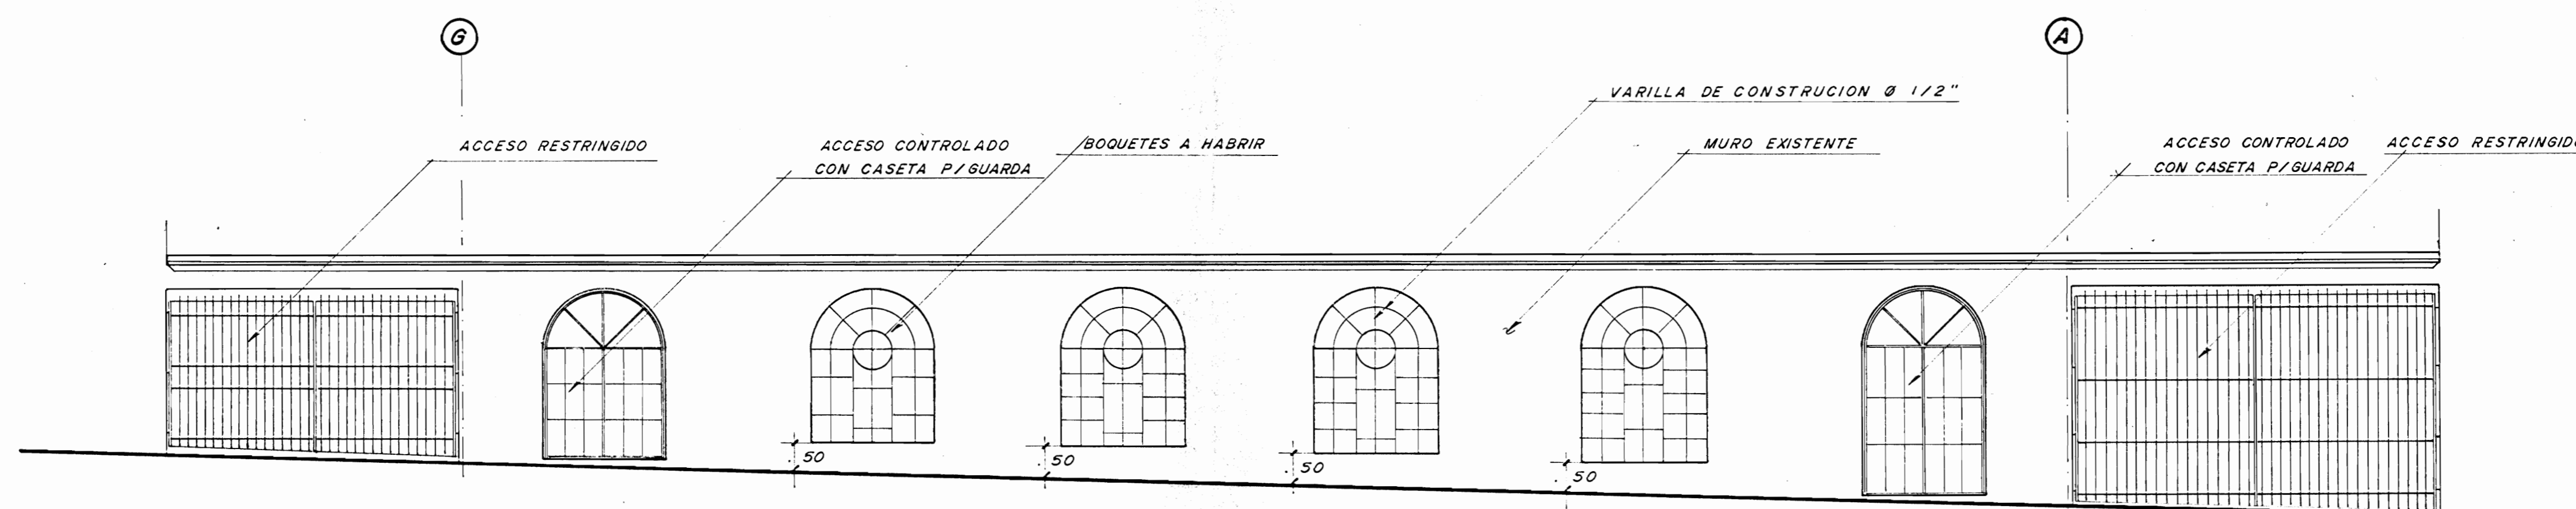 G
A
VARILLA DE CONSTRUCION Ø 1/2"
ACCESO RESTRINGIDO
ACCESO CONTROLADO
CON CASETA P/GUARDA
BOQUETES A HABRIR
MURO EXISTENTE
ACCESO CONTROLADO
CON CASETA P/GUARDA
ACCESO RESTRINGIDO
.50
.50
.50
.50